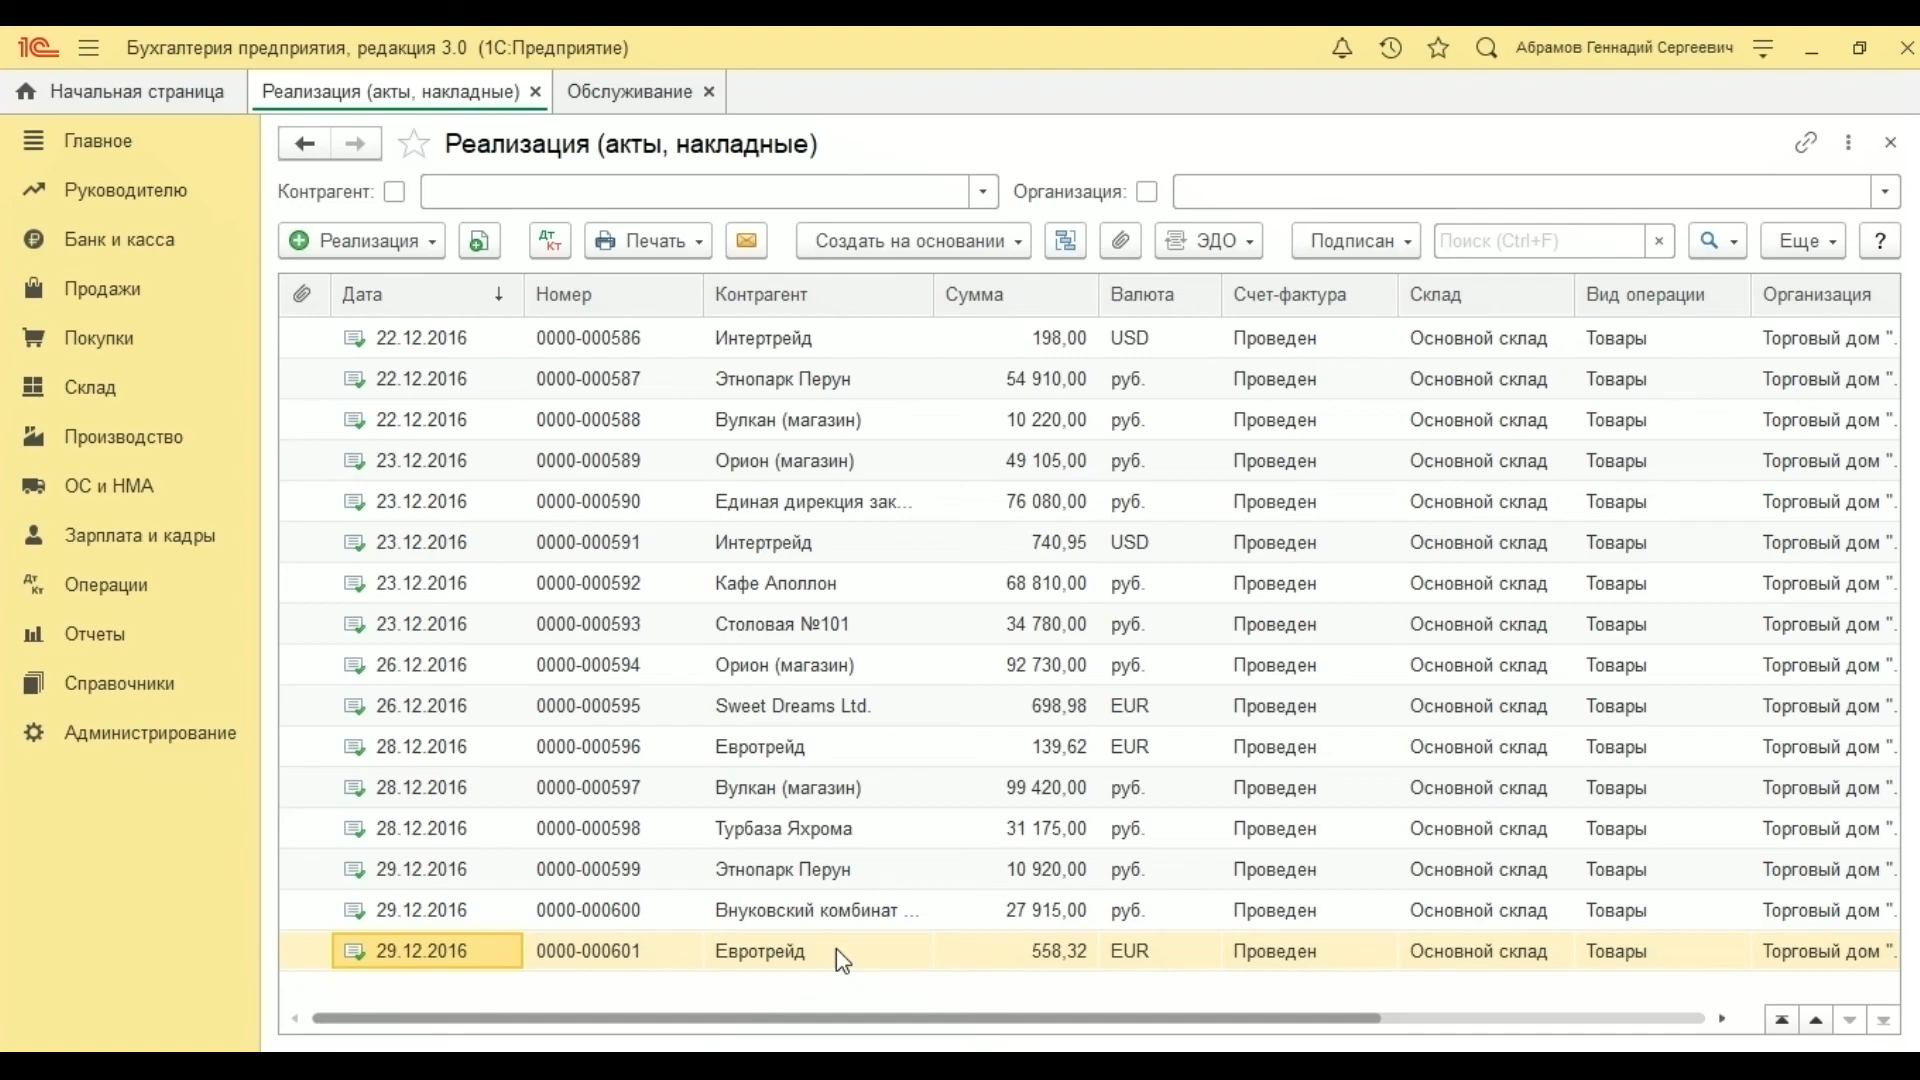 1С Бухгалтерия предприятия, редакция 3.0 (1С:Предприятие) Абрамов Геннадий Сергеевич
Начальная страница Реализация (акты, накладные) × Обслуживание ×
Главное
Руководителю
Банк и касса
Продажи
Покупки
Склад
Производство
ОС и НМА
Зарплата и кадры
Дт Кт Операции
Отчеты
Справочники
Администрирование
Реализация (акты, накладные)
Контрагент: Организация:
Реализация Дт Кт Печать Создать на основании ЭДО Подписан Поиск (Ctrl+F) × Еще ?
Дата ↓ Номер Контрагент Сумма Валюта Счет-фактура Склад Вид операции Организация
22.12.2016 0000-000586 Интертрейд 198,00 USD Проведен Основной склад Товары Торговый дом ".
22.12.2016 0000-000587 Этнопарк Перун 54 910,00 руб. Проведен Основной склад Товары Торговый дом ".
22.12.2016 0000-000588 Вулкан (магазин) 10 220,00 руб. Проведен Основной склад Товары Торговый дом ".
23.12.2016 0000-000589 Орион (магазин) 49 105,00 руб. Проведен Основной склад Товары Торговый дом ".
23.12.2016 0000-000590 Единая дирекция зак... 76 080,00 руб. Проведен Основной склад Товары Торговый дом ".
23.12.2016 0000-000591 Интертрейд 740,95 USD Проведен Основной склад Товары Торговый дом ".
23.12.2016 0000-000592 Кафе Аполлон 68 810,00 руб. Проведен Основной склад Товары Торговый дом ".
23.12.2016 0000-000593 Столовая №101 34 780,00 руб. Проведен Основной склад Товары Торговый дом ".
26.12.2016 0000-000594 Орион (магазин) 92 730,00 руб. Проведен Основной склад Товары Торговый дом ".
26.12.2016 0000-000595 Sweet Dreams Ltd. 698,98 EUR Проведен Основной склад Товары Торговый дом ".
28.12.2016 0000-000596 Евротрейд 139,62 EUR Проведен Основной склад Товары Торговый дом ".
28.12.2016 0000-000597 Вулкан (магазин) 99 420,00 руб. Проведен Основной склад Товары Торговый дом ".
28.12.2016 0000-000598 Турбаза Яхрома 31 175,00 руб. Проведен Основной склад Товары Торговый дом ".
29.12.2016 0000-000599 Этнопарк Перун 10 920,00 руб. Проведен Основной склад Товары Торговый дом ".
29.12.2016 0000-000600 Внуковский комбинат ... 27 915,00 руб. Проведен Основной склад Товары Торговый дом ".
29.12.2016 0000-000601 Евротрейд 558,32 EUR Проведен Основной склад Товары Торговый дом ".